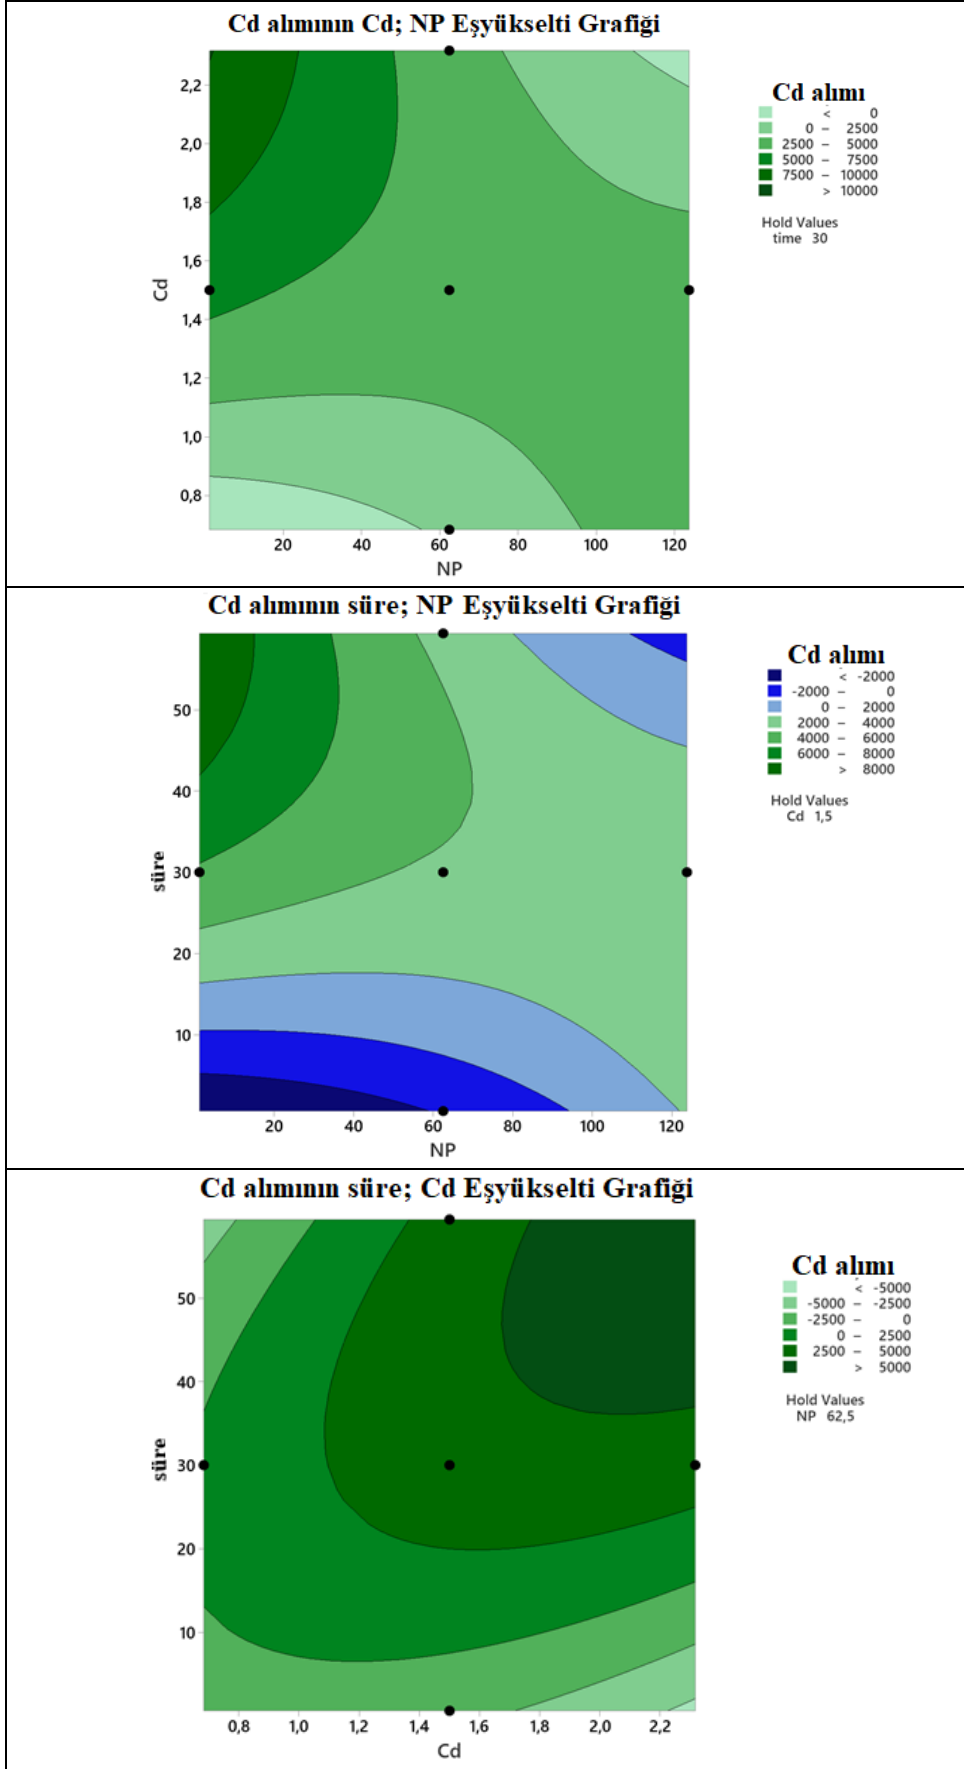 Cd alımının Cd; NP Eşyükselti Grafiği
Cd alımı
< 0
0 – 2500
2500 – 5000
5000 – 7500
7500 – 10000
> 10000
Hold Values
time 30
2,2
2,0
1,8
1,6
1,4
1,2
1,0
0,8
Cd
20 40 60 80 100 120
NP
Cd alımının süre; NP Eşyükselti Grafiği
Cd alımı
< -2000
-2000 – 0
0 – 2000
2000 – 4000
4000 – 6000
6000 – 8000
> 8000
Hold Values
Cd 1,5
50
40
30
20
10
süre
20 40 60 80 100 120
NP
Cd alımının süre; Cd Eşyükselti Grafiği
Cd alımı
< -5000
-5000 – -2500
-2500 – 0
0 – 2500
2500 – 5000
> 5000
Hold Values
NP 62,5
50
40
30
20
10
süre
0,8 1,0 1,2 1,4 1,6 1,8 2,0 2,2
Cd